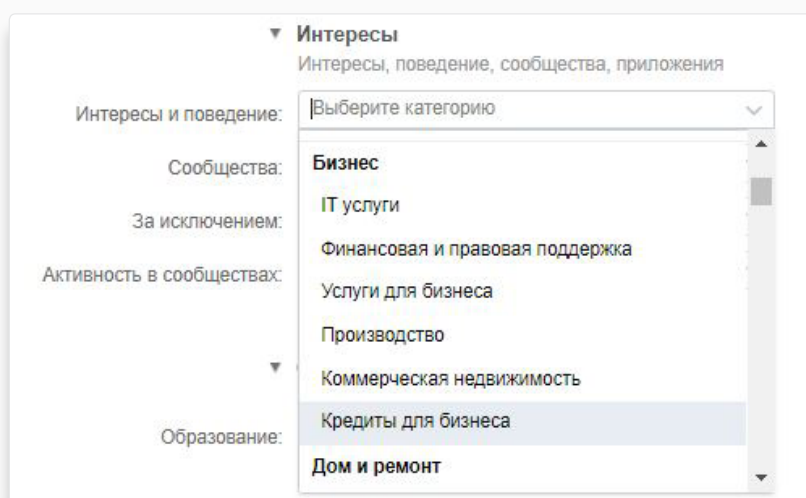 Интересы
Интересы, поведение, сообщества, приложения
Интересы и поведение:
Выберите категорию
Сообщества:
Бизнес
IT услуги
За исключением:
Финансовая и правовая поддержка
Активность в сообществах:
Услуги для бизнеса
Производство
Коммерческая недвижимость
Кредиты для бизнеса
Образование:
Дом и ремонт